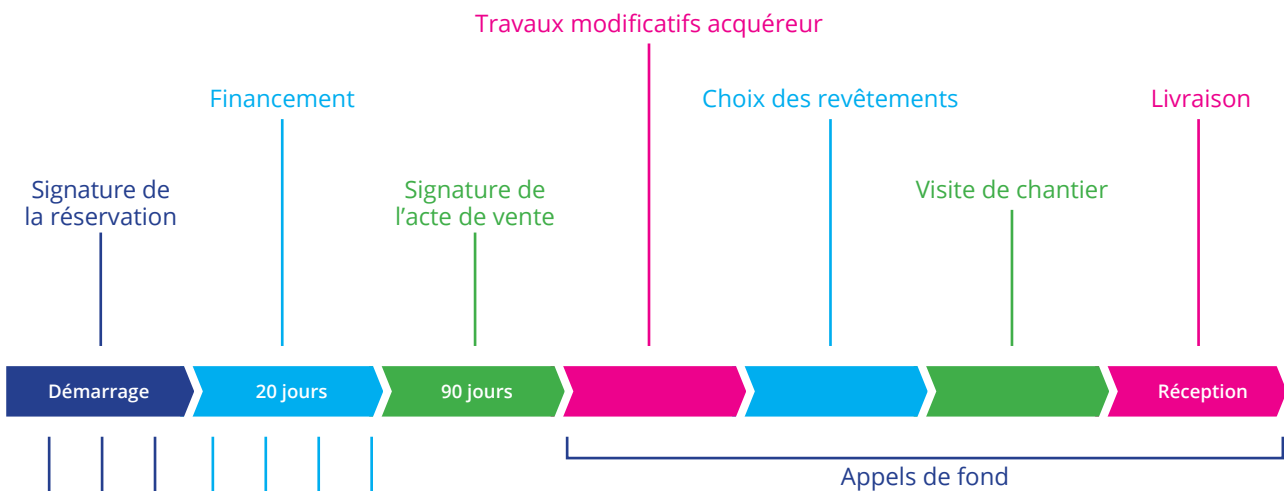 Travaux modificatifs acquéreur
Financement
Choix des revêtements
Livraison
Signature de
la réservation
Signature de
l'acte de vente
Visite de chantier
Démarrage
20 jours
90 jours
Réception
Appels de fond